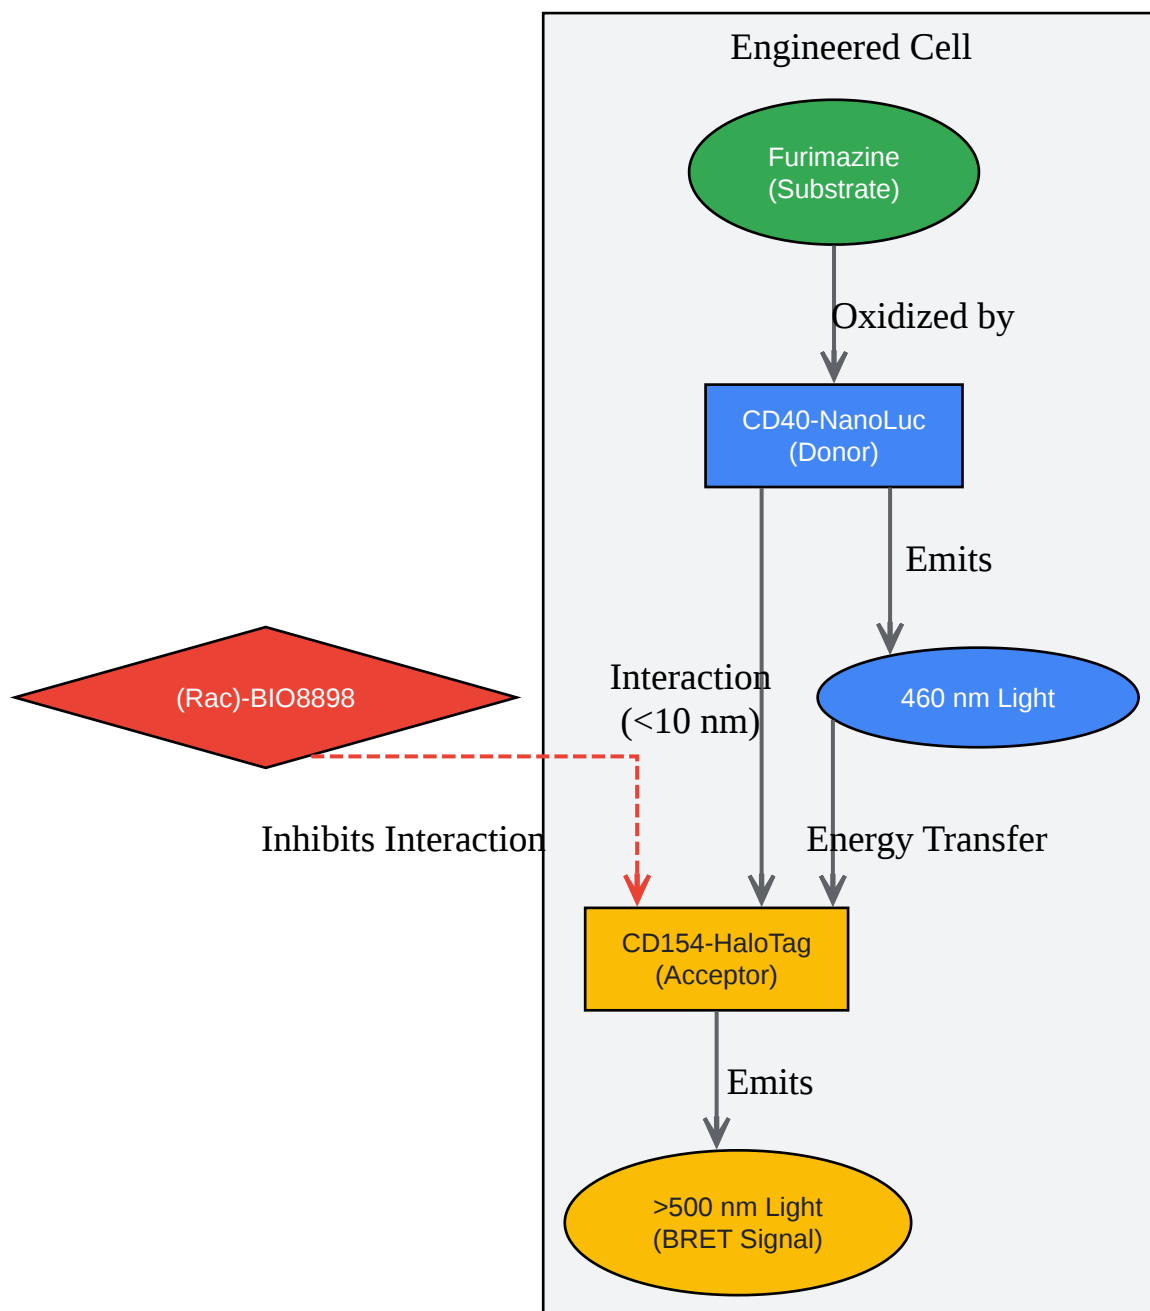 Engineered Cell
Furimazine
(Substrate)
Oxidized by
CD40-NanoLuc
(Donor)
Emits
Interaction
(<10 nm)
(Rac)-BIO8898
460 nm Light
Inhibits Interaction
Energy Transfer
CD154-HaloTag
(Acceptor)
Emits
>500 nm Light
(BRET Signal)